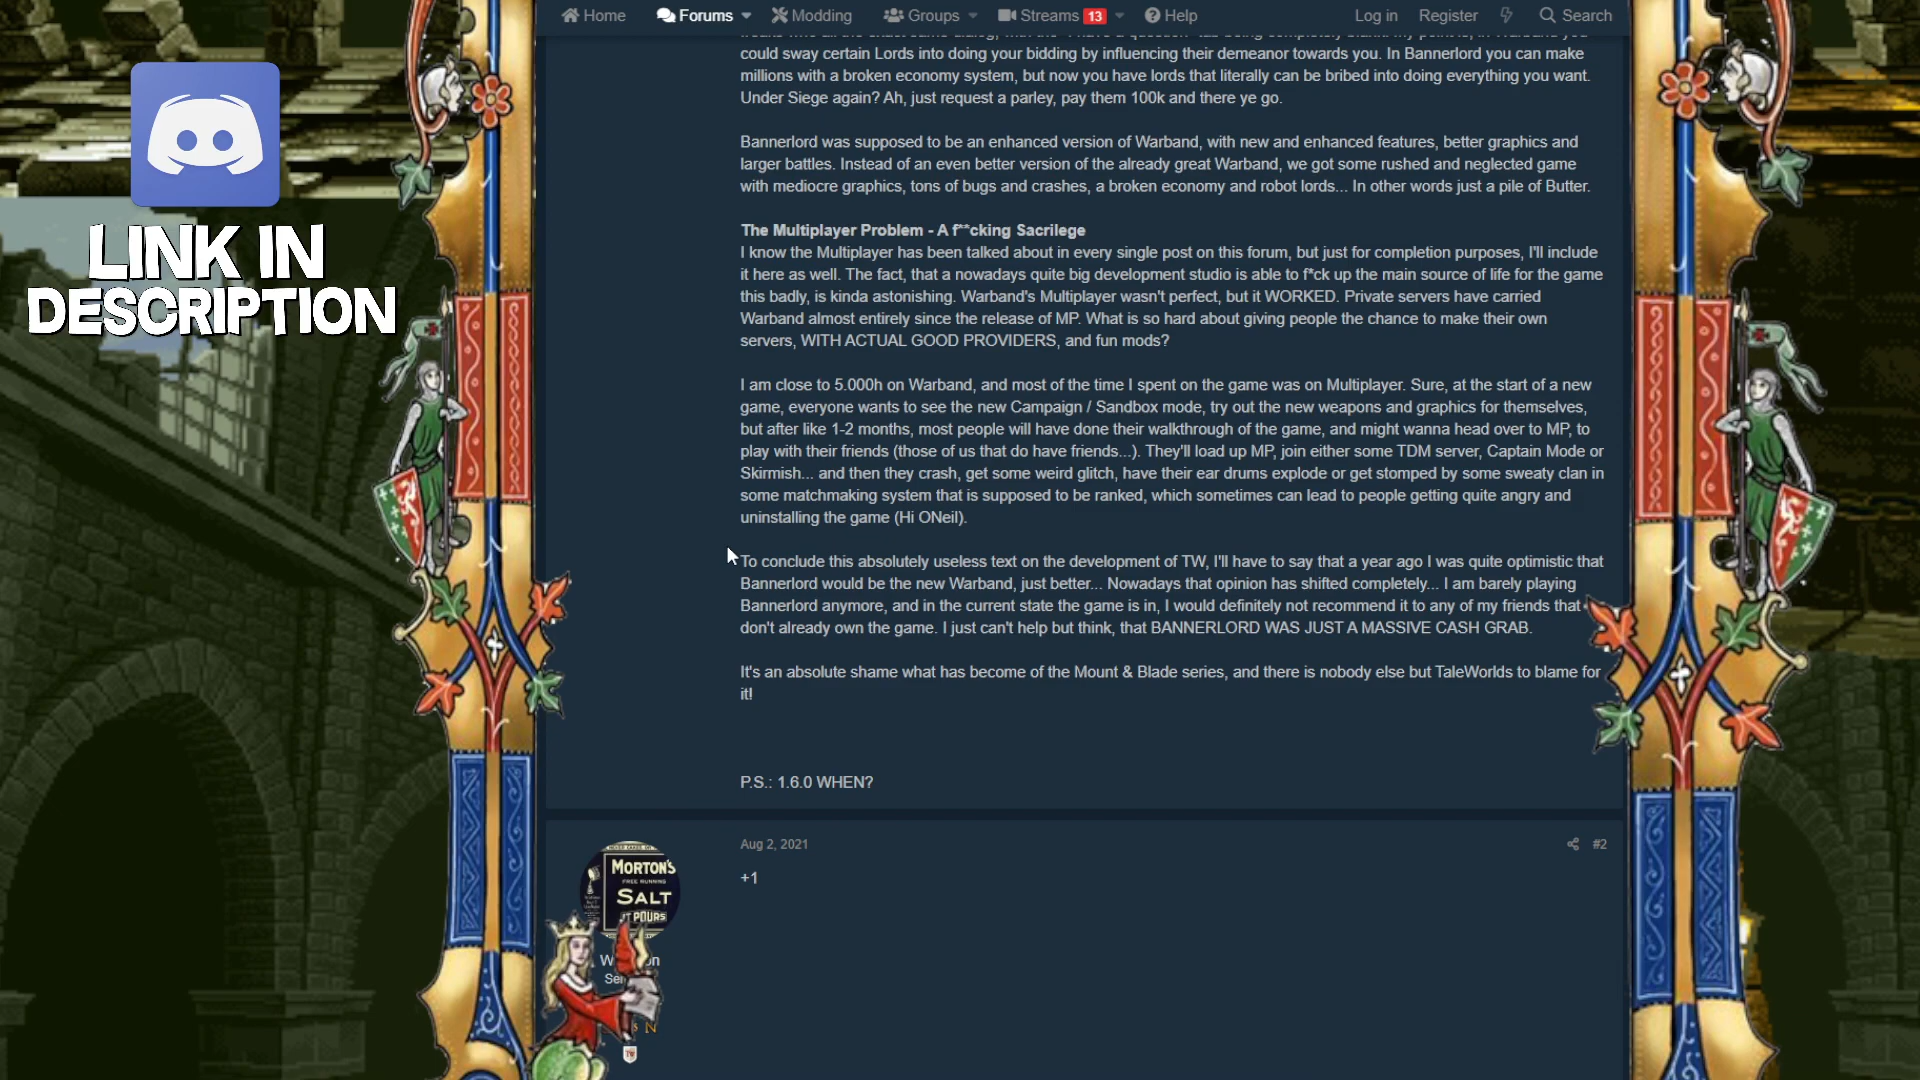 Home Forums Modding Groups Streams 13 Help Log in Register Search
could sway certain Lords into doing your bidding by influencing their demeanor towards you. In Bannerlord you can make
millions with a broken economy system, but now you have lords that literally can be bribed into doing everything you want.
Under Siege again? Ah, just request a parley, pay them 100k and there ye go.
Bannerlord was supposed to be an enhanced version of Warband, with new and enhanced features, better graphics and
larger battles. Instead of an even better version of the already great Warband, we got some rushed and neglected game
with mediocre graphics, tons of bugs and crashes, a broken economy and robot lords... In other words just a pile of Butter.
The Multiplayer Problem - A f**cking Sacrilege
I know the Multiplayer has been talked about in every single post on this forum, but just for completion purposes, I'll include
it here as well. The fact, that a nowadays quite big development studio is able to f*ck up the main source of life for the game
this badly, is kinda astonishing. Warband's Multiplayer wasn't perfect, but it WORKED. Private servers have carried
Warband almost entirely since the release of MP. What is so hard about giving people the chance to make their own
servers, WITH ACTUAL GOOD PROVIDERS, and fun mods?
I am close to 5.000h on Warband, and most of the time I spent on the game was on Multiplayer. Sure, at the start of a new
game, everyone wants to see the new Campaign / Sandbox mode, try out the new weapons and graphics for themselves,
but after like 1-2 months, most people will have done their walkthrough of the game, and might wanna head over to MP, to
play with their friends (those of us that do have friends...). They'll load up MP, join either some TDM server, Captain Mode or
Skirmish... and then they crash, get some weird glitch, have their ear drums explode or get stomped by some sweaty clan in
some matchmaking system that is supposed to be ranked, which sometimes can lead to people getting quite angry and
uninstalling the game (Hi ONeil).
To conclude this absolutely useless text on the development of TW, I'll have to say that a year ago I was quite optimistic that
Bannerlord would be the new Warband, just better... Nowadays that opinion has shifted completely... I am barely playing
Bannerlord anymore, and in the current state the game is in, I would definitely not recommend it to any of my friends that
don't already own the game. I just can't help but think, that BANNERLORD WAS JUST A MASSIVE CASH GRAB.
It's an absolute shame what has become of the Mount & Blade series, and there is nobody else but TaleWorlds to blame for
it!
P.S.: 1.6.0 WHEN?
Aug 2, 2021 #2
+1
MORTON'S
FREE RUNNING
SALT
IT POURS
LINK IN
DESCRIPTION